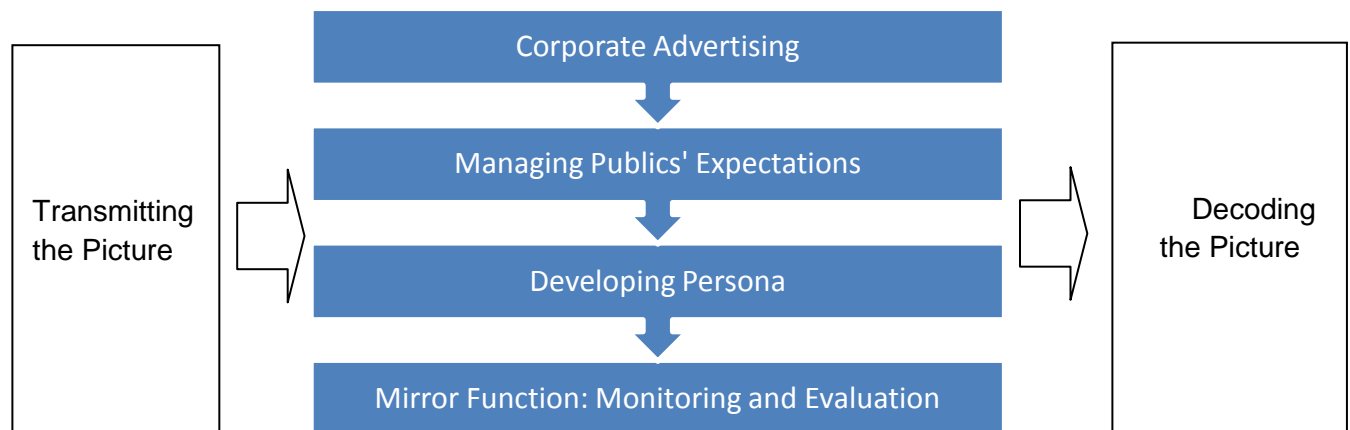 Transmitting
the Picture
Corporate Advertising
Managing Publics' Expectations
Developing Persona
Mirror Function: Monitoring and Evaluation
Decoding
the Picture